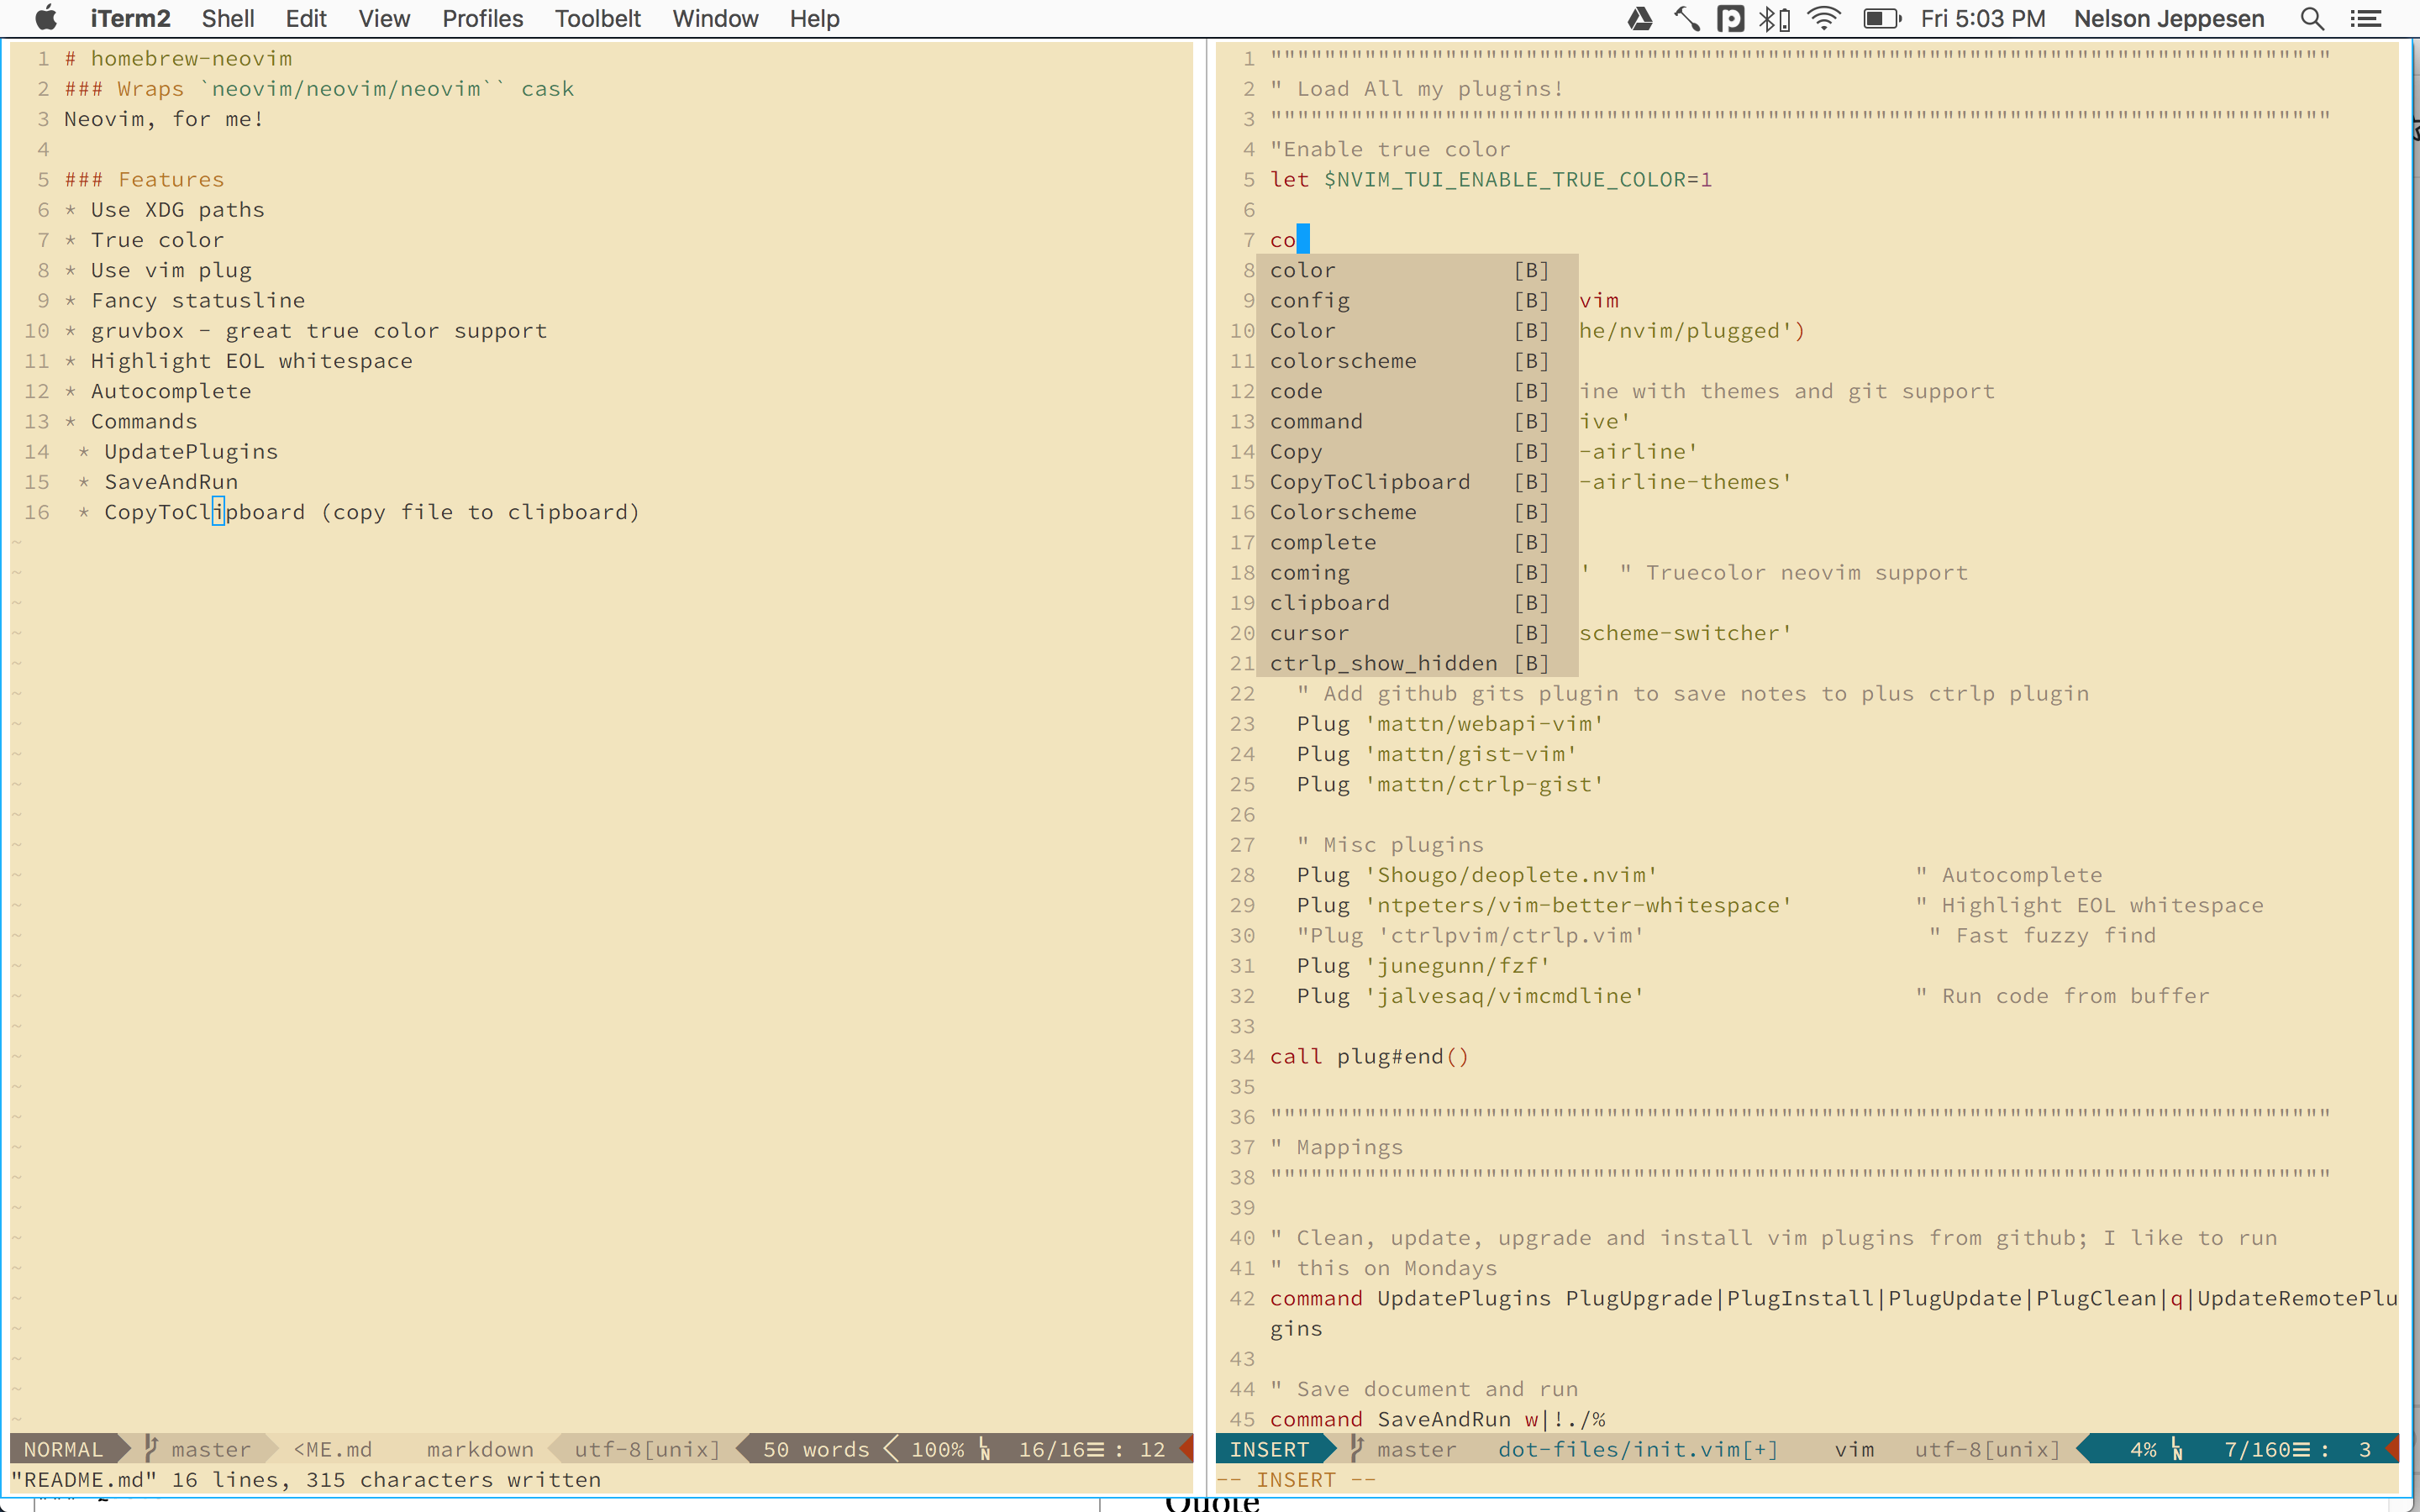 iTerm2 Shell Edit View Profiles Toolbelt Window Help Fri 5:03 PM Nelson Jeppesen
1 # homebrew-neovim
2 ### Wraps `neovim/neovim/neovim`` cask
3 Neovim, for me!
4
5 ### Features
6 * Use XDG paths
7 * True color
8 * Use vim plug
9 * Fancy statusline
10 * gruvbox - great true color support
11 * Highlight EOL whitespace
12 * Autocomplete
13 * Commands
14  * UpdatePlugins
15  * SaveAndRun
16  * CopyToClipboard (copy file to clipboard)
NORMAL master <ME.md markdown utf-8[unix] 50 words 100% LN 16/16≡ : 12
"README.md" 16 lines, 315 characters written
1 """""""""""""""""""""""""""""""""""""""""""""""""""""""""""""""""""""""""""""""
2 " Load All my plugins!
3 """""""""""""""""""""""""""""""""""""""""""""""""""""""""""""""""""""""""""""""
4 "Enable true color
5 let $NVIM_TUI_ENABLE_TRUE_COLOR=1
6
7 co
8 color [B]
9 config [B] vim
10 Color [B] he/nvim/plugged')
11 colorscheme [B]
12 code [B] ine with themes and git support
13 command [B] ive'
14 Copy [B] -airline'
15 CopyToClipboard [B] -airline-themes'
16 Colorscheme [B]
17 complete [B]
18 coming [B] ' " Truecolor neovim support
19 clipboard [B]
20 cursor [B] scheme-switcher'
21 ctrlp_show_hidden [B]
22   " Add github gits plugin to save notes to plus ctrlp plugin
23   Plug 'mattn/webapi-vim'
24   Plug 'mattn/gist-vim'
25   Plug 'mattn/ctrlp-gist'
26
27   " Misc plugins
28   Plug 'Shougo/deoplete.nvim' " Autocomplete
29   Plug 'ntpeters/vim-better-whitespace' " Highlight EOL whitespace
30   "Plug 'ctrlpvim/ctrlp.vim' " Fast fuzzy find
31   Plug 'junegunn/fzf'
32   Plug 'jalvesaq/vimcmdline' " Run code from buffer
33
34 call plug#end()
35
36 """""""""""""""""""""""""""""""""""""""""""""""""""""""""""""""""""""""""""""""
37 " Mappings
38 """""""""""""""""""""""""""""""""""""""""""""""""""""""""""""""""""""""""""""""
39
40 " Clean, update, upgrade and install vim plugins from github; I like to run
41 " this on Mondays
42 command UpdatePlugins PlugUpgrade|PlugInstall|PlugUpdate|PlugClean|q|UpdateRemotePlu
gins
43
44 " Save document and run
45 command SaveAndRun w|!./%
INSERT master dot-files/init.vim[+] vim utf-8[unix] 4% LN 7/160≡ : 3
-- INSERT --
Quote